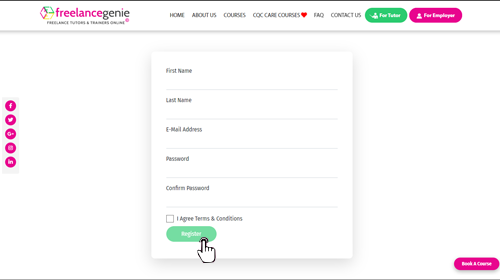 freelancegenie
FREELANCE TUTORS & TRAINERS ONLINE
HOME ABOUT US COURSES CQC CARE COURSES FAQ CONTACT US For Tutor For Employer
First Name
Last Name
E-Mail Address
Password
Confirm Password
I Agree Terms & Conditions
Register
Book A Course